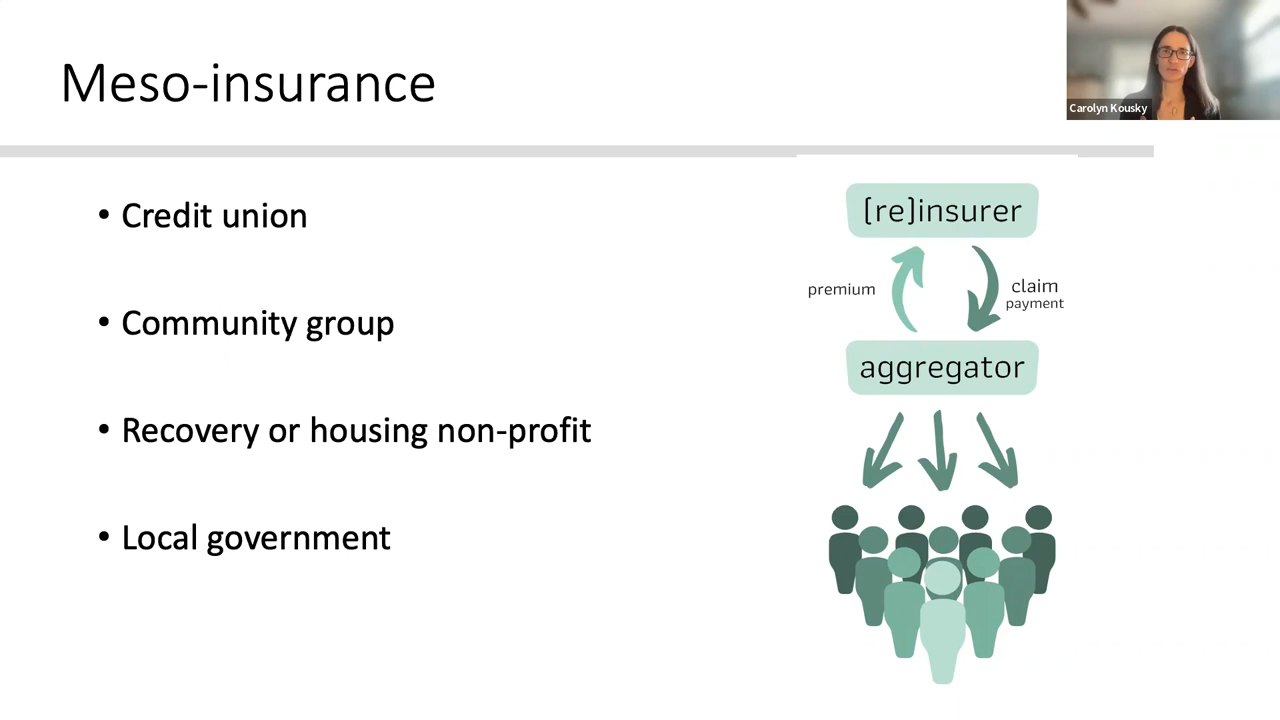 Meso-insurance
Carolyn Kousky
• Credit union
• Community group
• Recovery or housing non-profit
• Local government
[re]insurer
premium
claim
payment
aggregator